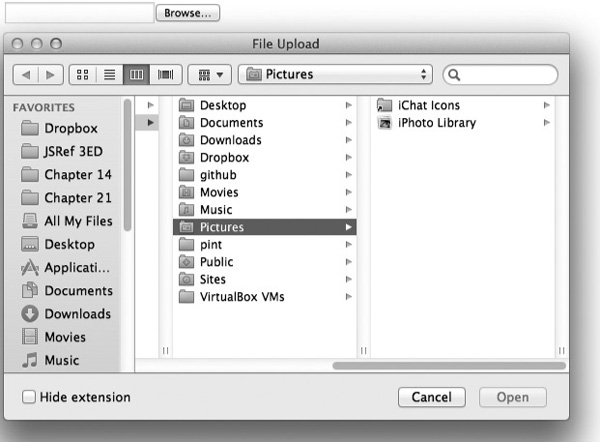 Browse...
File Upload
Pictures
FAVORITES
Dropbox
JSRef 3ED
Chapter 14
Chapter 21
All My Files
Desktop
Applicati...
Documents
Downloads
Movies
Music
Desktop
Documents
Downloads
Dropbox
github
Movies
Music
Pictures
pint
Public
Sites
VirtualBox VMs
iChat Icons
iPhoto Library
Hide extension
Cancel
Open